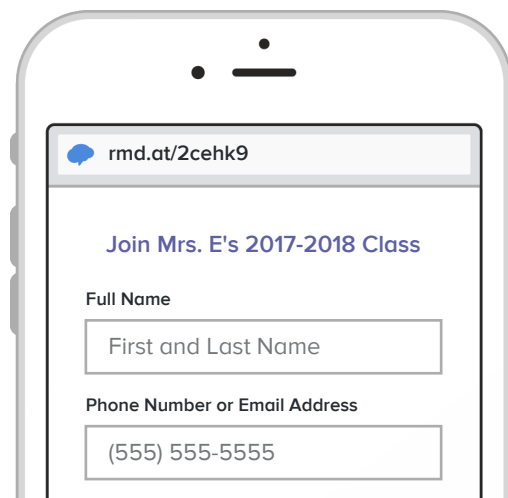 rmd.at/2cehk9
Join Mrs. E's 2017-2018 Class
Full Name
First and Last Name
Phone Number or Email Address
(555) 555-5555